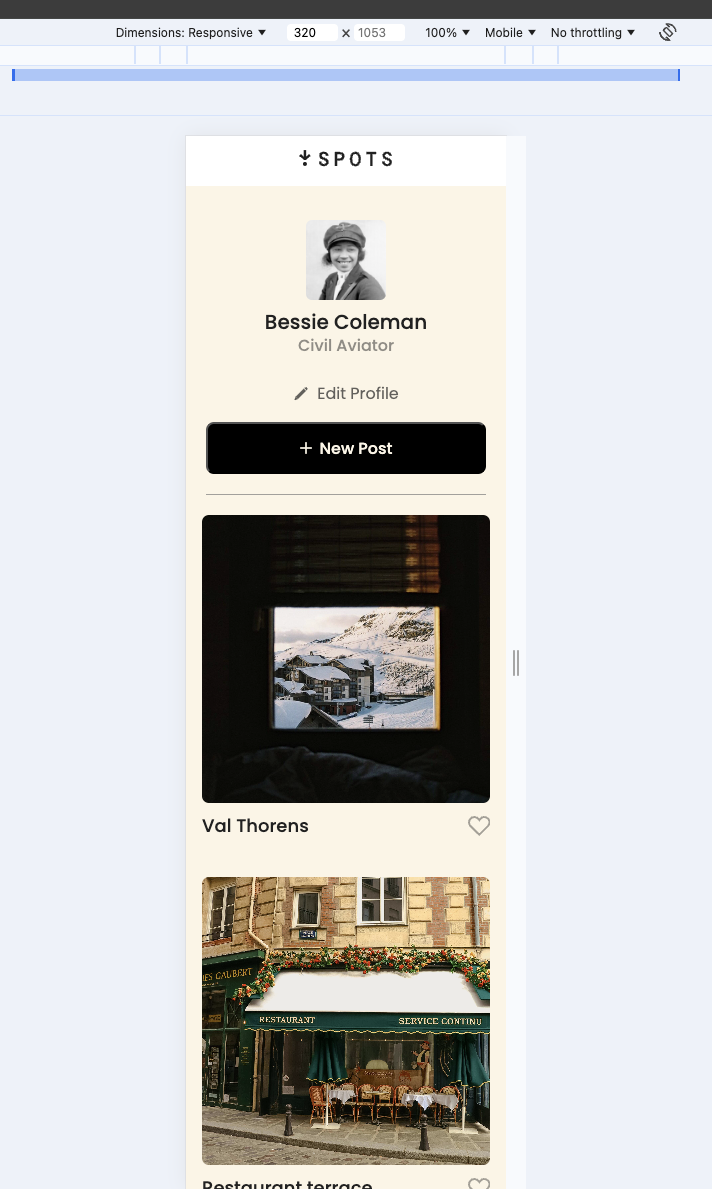 Dimensions: Responsive ▼ 320 × 1053 100% ▼ Mobile ▼ No throttling ▼
SPOTS
Bessie Coleman
Civil Aviator
Edit Profile
+ New Post
Val Thorens
ES GAUBERT
RESTAURANT SERVICE CONTINU
Restaurant terrace